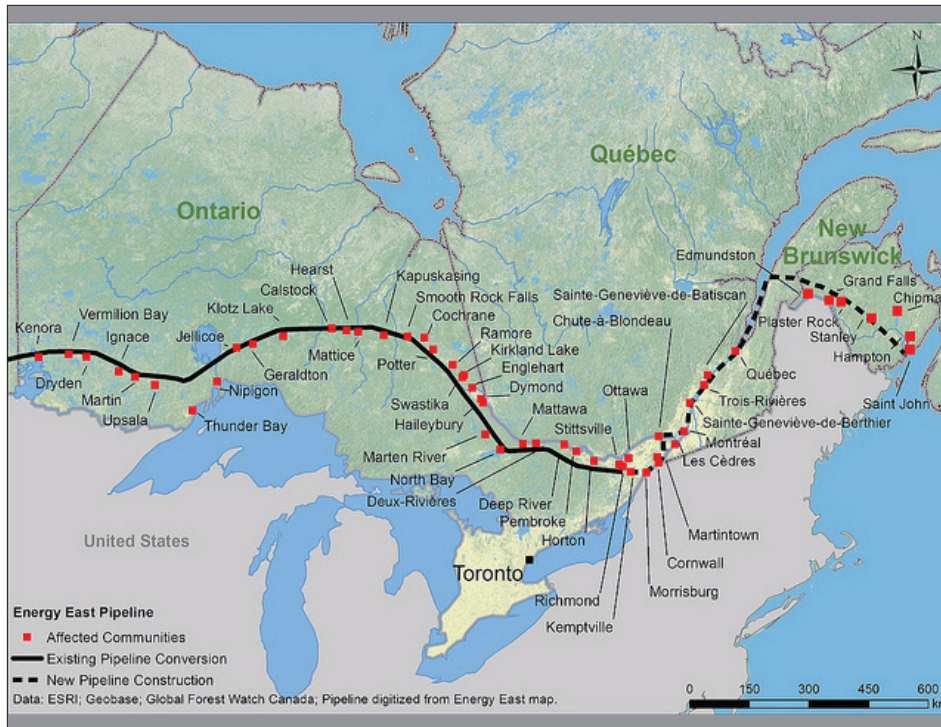 N
Québec
Ontario
New
Brunswick
Edmundston
Hearst
Kapuskasing
Grand Falls
Calstock
Sainte-Geneviève-de-Batiscan
Smooth Rock Falls
Klotz Lake
Chipma
Vermillion Bay
Cochrane
Chute-à-Blondeau
Kenora
Ignace
Jellicoe
Ramore
Plaster Rock
Kirkland Lake
Stanley
Mattice
Englehart
Hampton
Potter
Geraldton
Dymond
Ottawa
Québec
Dryden
Martin
Nipigon
Swastika
Trois-Rivières
Upsala
Haileybury
Mattawa
Saint John
Stittsville
Sainte-Geneviève-de-Berthier
Thunder Bay
Montréal
Marten River
Les Cèdres
North Bay
Deux-Rivières
Deep River
Pembroke
Martintown
United States
Horton
Cornwall
Toronto
Richmond
Morrisburg
Energy East Pipeline
Kemptville
Affected Communities
Existing Pipeline Conversion
New Pipeline Construction
Data: ESRI; Geobase; Global Forest Watch Canada; Pipeline digitized from Energy East map.
0 150 300 450 600
k